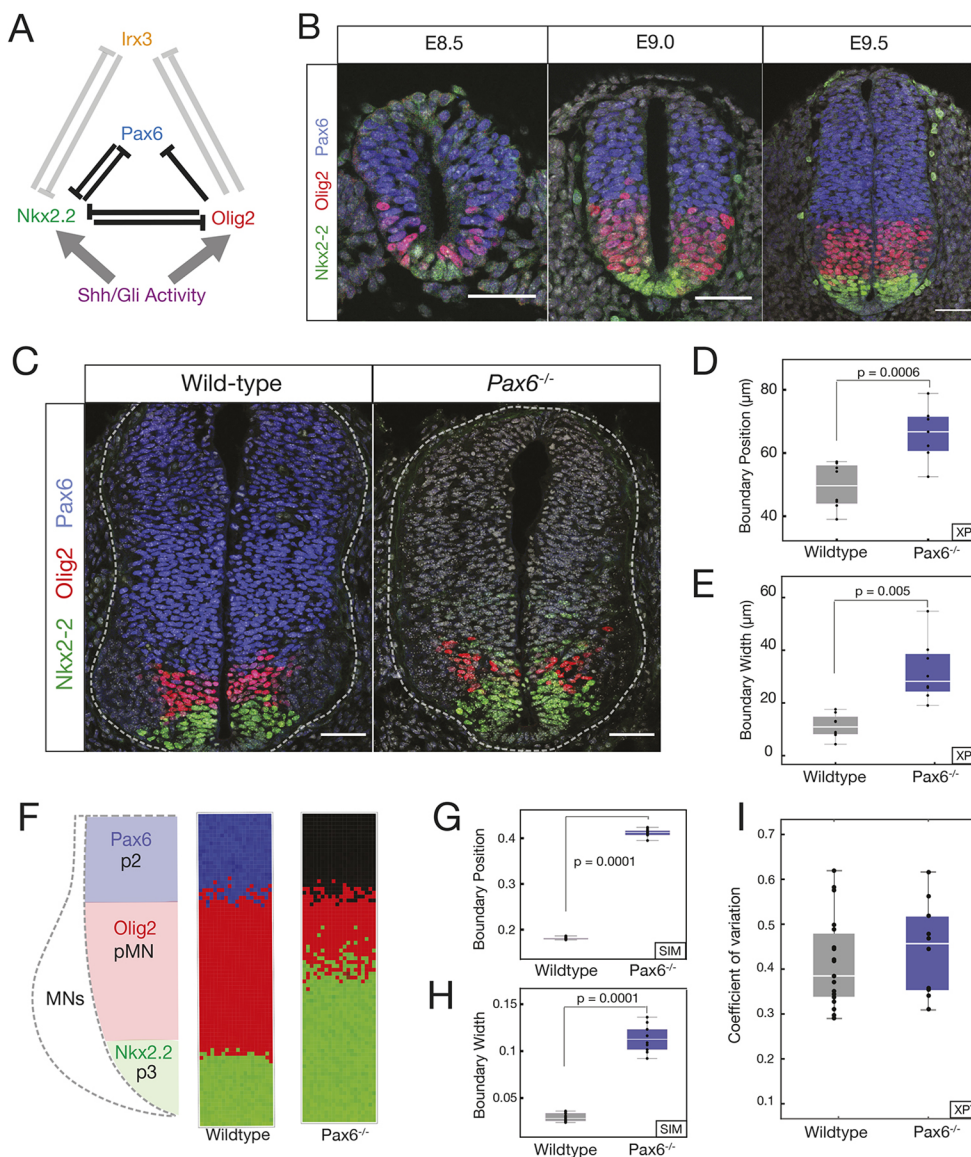 A
Irx3
Pax6
Nkx2.2
Olig2
Shh/Gli Activity
B
E8.5
E9.0
E9.5
Nkx2-2 Olig2 Pax6
C
Wild-type
Pax6-/-
Nkx2-2 Olig2 Pax6
D
Boundary Position (μm)
80
60
40
p = 0.0006
Wildtype
Pax6-/-
XP
E
Boundary Width (μm)
60
40
20
0
p = 0.005
Wildtype
Pax6-/-
XP
F
Pax6
p2
Olig2
pMN
MNs
Nkx2.2
p3
Wildtype
Pax6-/-
G
Boundary Position
0.4
0.3
0.2
p = 0.0001
Wildtype
Pax6-/-
SIM
H
Boundary Width
0.15
0.1
0.05
p = 0.0001
Wildtype
Pax6-/-
SIM
I
Coefficient of variation
0.7
0.6
0.5
0.4
0.3
0.2
0.1
Wildtype
Pax6-/-